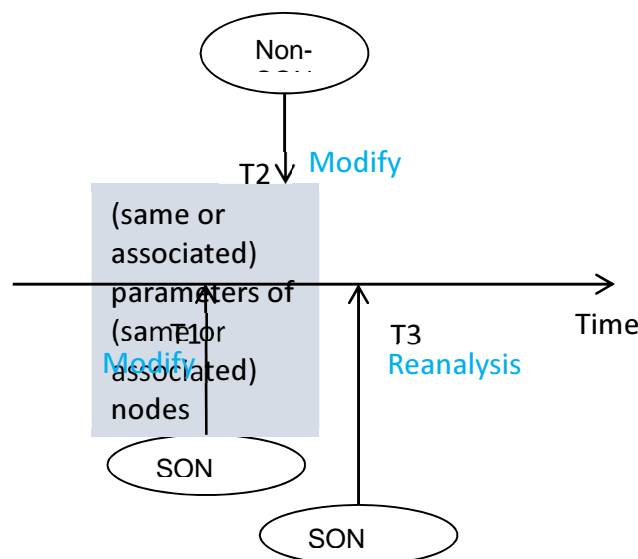 Non-
T2
Modify
(same or
associated)
parameters of
(same or
associated)
nodes
T1
Modify
Time
T3
Reanalysis
SON
SON